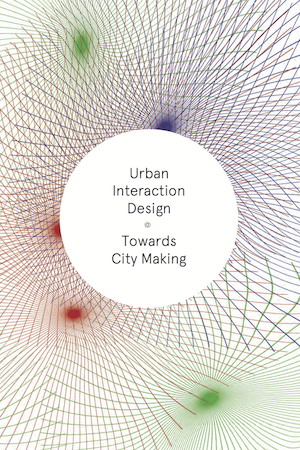 Urban
Interaction
Design
@
Towards
City Making